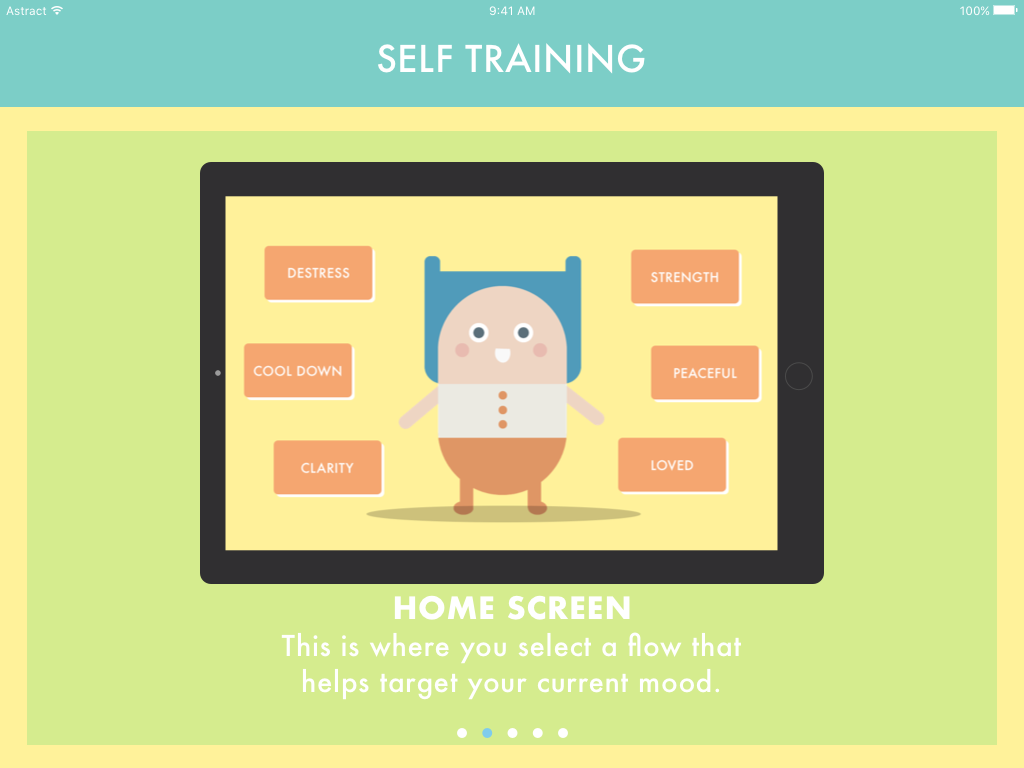 Astract 9:41 AM 100%
SELF TRAINING
DESTRESS
STRENGTH
COOL DOWN
PEACEFUL
CLARITY
LOVED
HOME SCREEN
This is where you select a flow that
helps target your current mood.